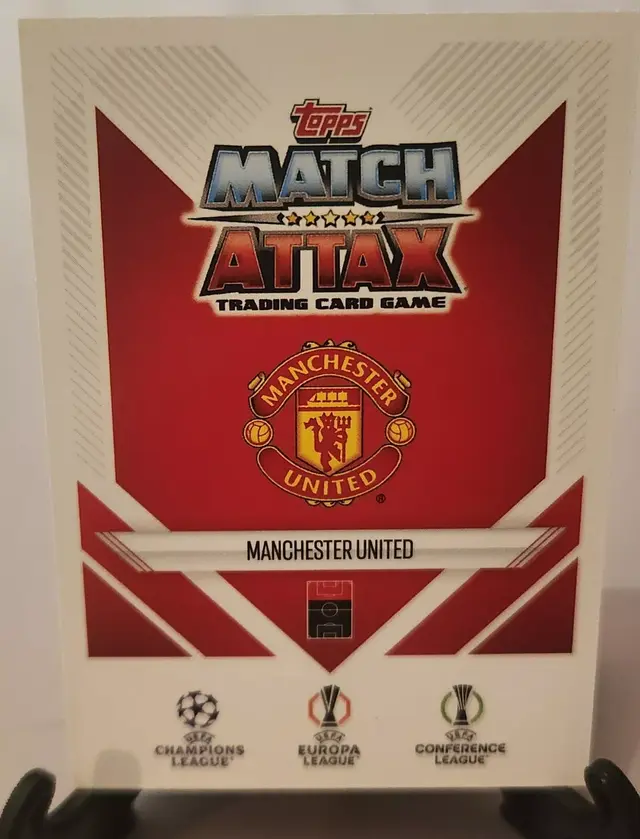 Topps
MATCH
ATTAX
TRADING CARD GAME
MANCHESTER
UNITED
®
MANCHESTER UNITED
UEFA
CHAMPIONS
LEAGUE
UEFA
EUROPA
LEAGUE
UEFA
CONFERENCE
LEAGUE